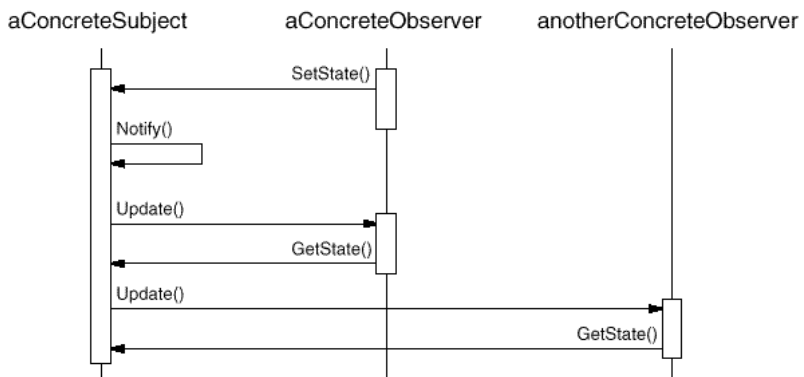 aConcreteSubject aConcreteObserver anotherConcreteObserver
SetState()
Notify()
Update()
GetState()
Update()
GetState()